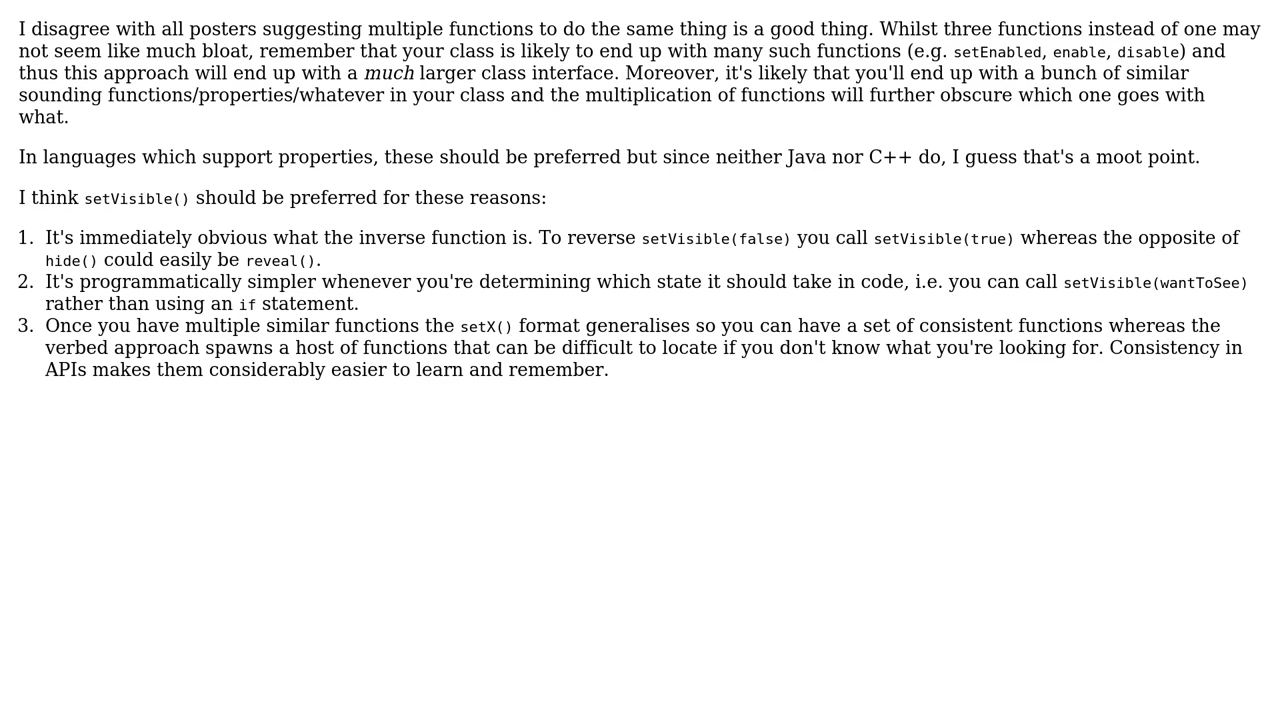 I disagree with all posters suggesting multiple functions to do the same thing is a good thing. Whilst three functions instead of one may
not seem like much bloat, remember that your class is likely to end up with many such functions (e.g. setEnabled, enable, disable) and
thus this approach will end up with a much larger class interface. Moreover, it's likely that you'll end up with a bunch of similar
sounding functions/properties/whatever in your class and the multiplication of functions will further obscure which one goes with
what.
In languages which support properties, these should be preferred but since neither Java nor C++ do, I guess that's a moot point.
I think setVisible() should be preferred for these reasons:
1. It's immediately obvious what the inverse function is. To reverse setVisible(false) you call setVisible(true) whereas the opposite of
hide() could easily be reveal().
2. It's programmatically simpler whenever you're determining which state it should take in code, i.e. you can call setVisible(wantToSee)
rather than using an if statement.
3. Once you have multiple similar functions the setX() format generalises so you can have a set of consistent functions whereas the
verbed approach spawns a host of functions that can be difficult to locate if you don't know what you're looking for. Consistency in
APIs makes them considerably easier to learn and remember.